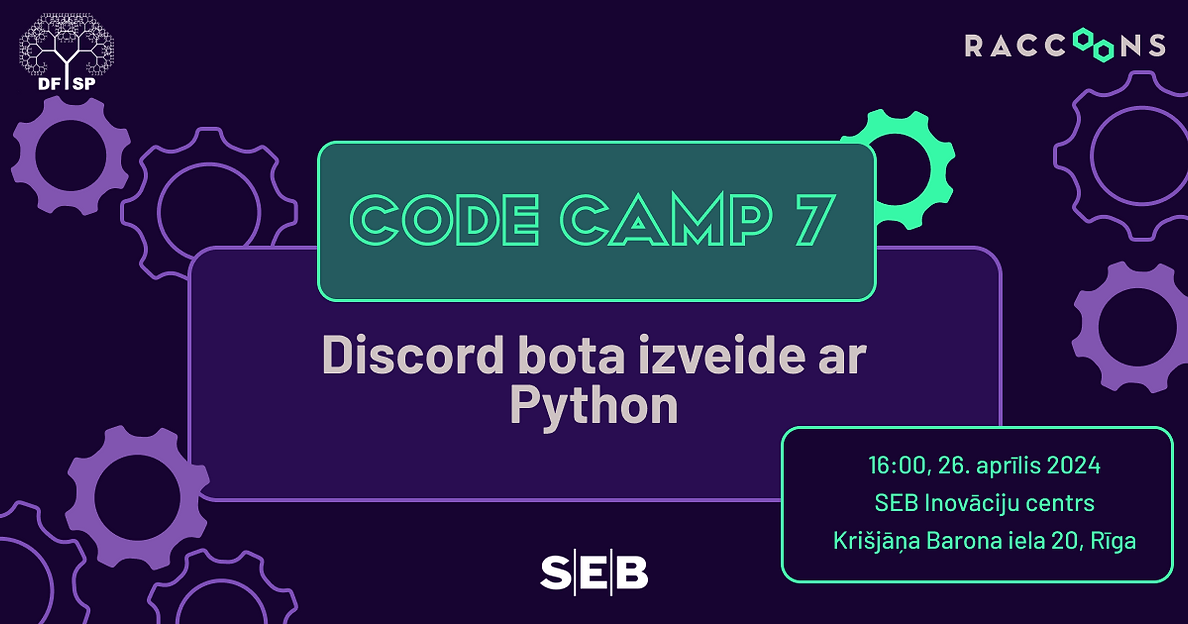 DF SP
RACCOONS
CODE CAMP 7
Discord bota izveide ar
Python
16:00, 26. aprīlis 2024
SEB Inovāciju centrs
Krišjāņa Barona iela 20, Rīga
SEB